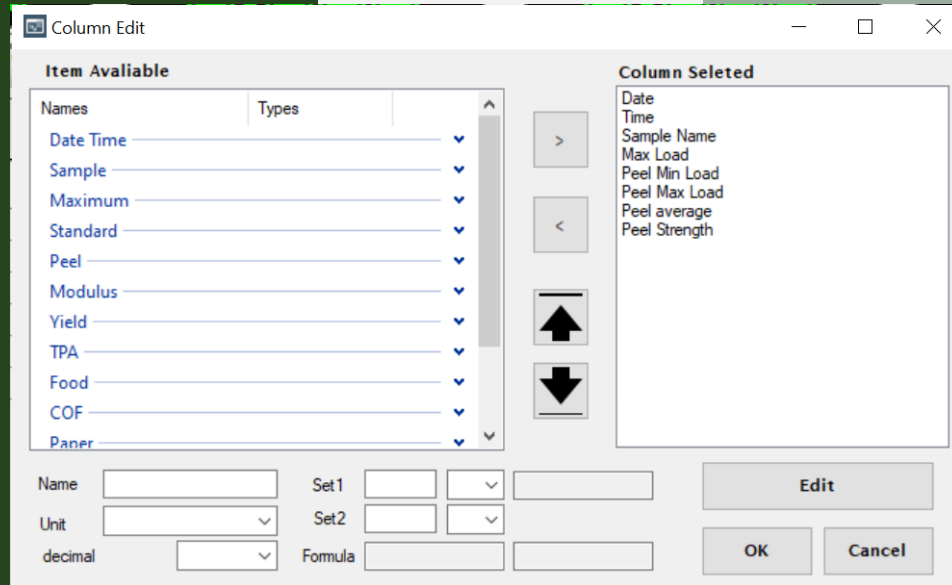 Column Edit
Item Avaliable
Names Types
Date Time
Sample
Maximum
Standard
Peel
Modulus
Yield
TPA
Food
COF
Paper
>
<
Column Seleted
Date
Time
Sample Name
Max Load
Peel Min Load
Peel Max Load
Peel average
Peel Strength
Name Set1
Unit Set2
decimal Formula
Edit
OK Cancel